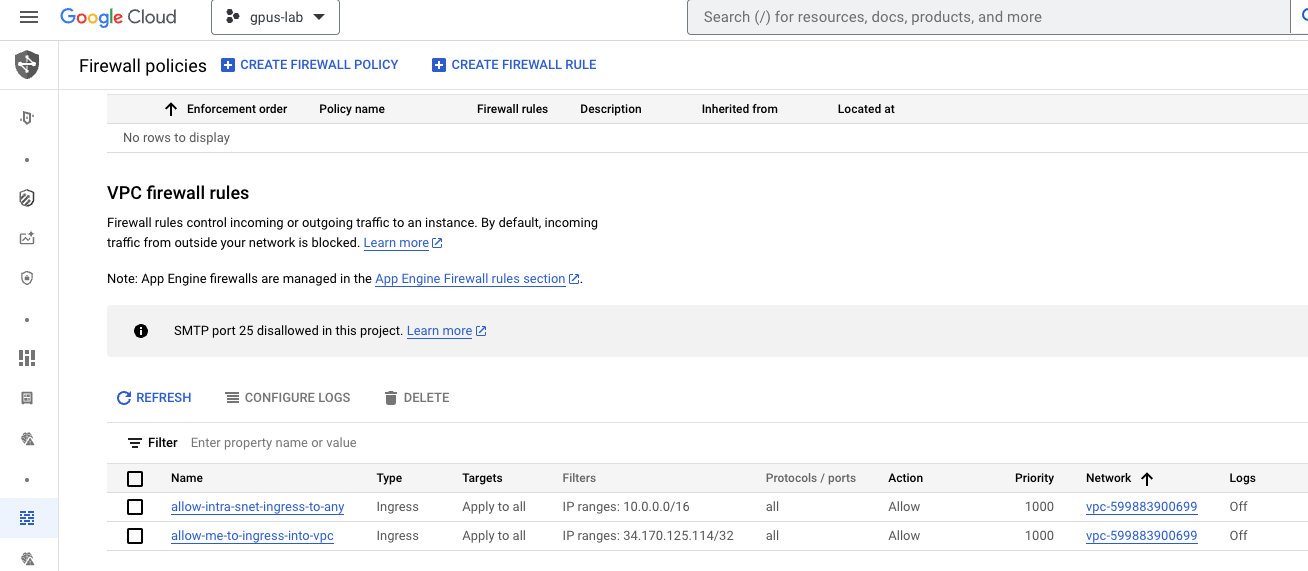 Google Cloud
gpus-lab
Search (/) for resources, docs, products, and more
Firewall policies
CREATE FIREWALL POLICY
CREATE FIREWALL RULE
Enforcement order Policy name Firewall rules Description Inherited from Located at
No rows to display
VPC firewall rules
Firewall rules control incoming or outgoing traffic to an instance. By default, incoming
traffic from outside your network is blocked. Learn more
Note: App Engine firewalls are managed in the App Engine Firewall rules section.
SMTP port 25 disallowed in this project. Learn more
REFRESH CONFIGURE LOGS DELETE
Filter Enter property name or value
Name Type Targets Filters Protocols / ports Action Priority Network Logs
allow-intra-snet-ingress-to-any Ingress Apply to all IP ranges: 10.0.0.0/16 all Allow 1000 vpc-599883900699 Off
allow-me-to-ingress-into-vpc Ingress Apply to all IP ranges: 34.170.125.114/32 all Allow 1000 vpc-599883900699 Off